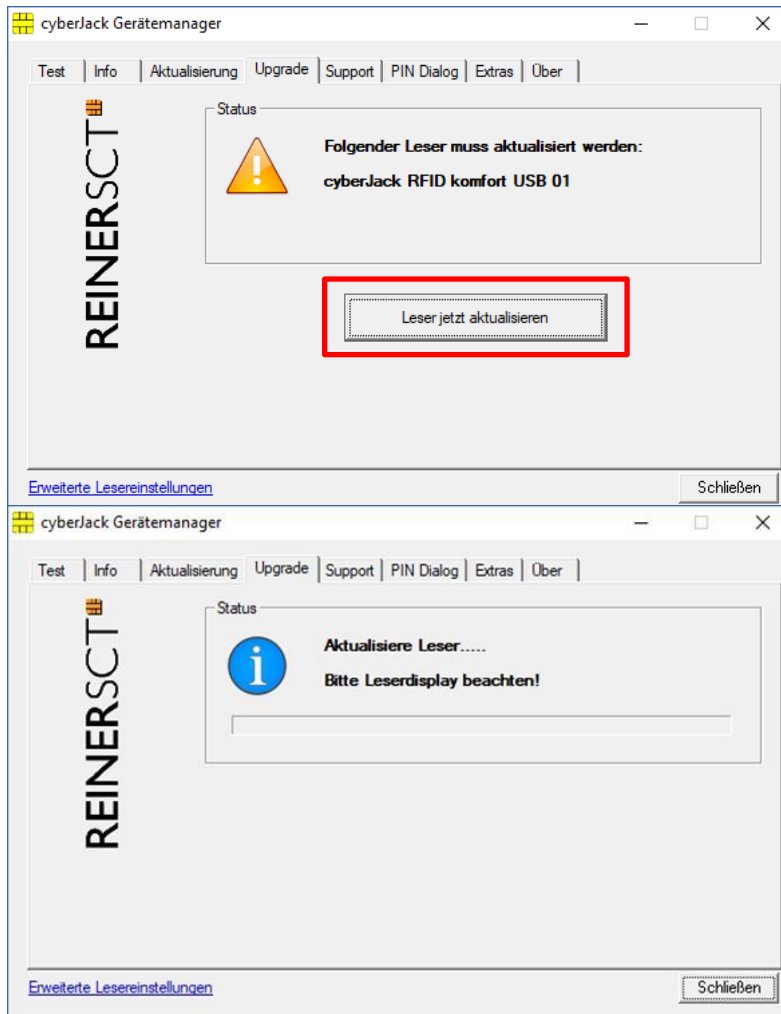 cyberJack Gerätemanager
Test Info Aktualisierung Upgrade Support PIN Dialog Extras Über
REINERSCT
Status
Folgender Leser muss aktualisiert werden:
cyberJack RFID komfort USB 01
Leser jetzt aktualisieren
Erweiterte Lesereinstellungen
Schließen
cyberJack Gerätemanager
Test Info Aktualisierung Upgrade Support PIN Dialog Extras Über
REINERSCT
Status
Aktualisiere Leser.....
Bitte Leserdisplay beachten!
Erweiterte Lesereinstellungen
Schließen